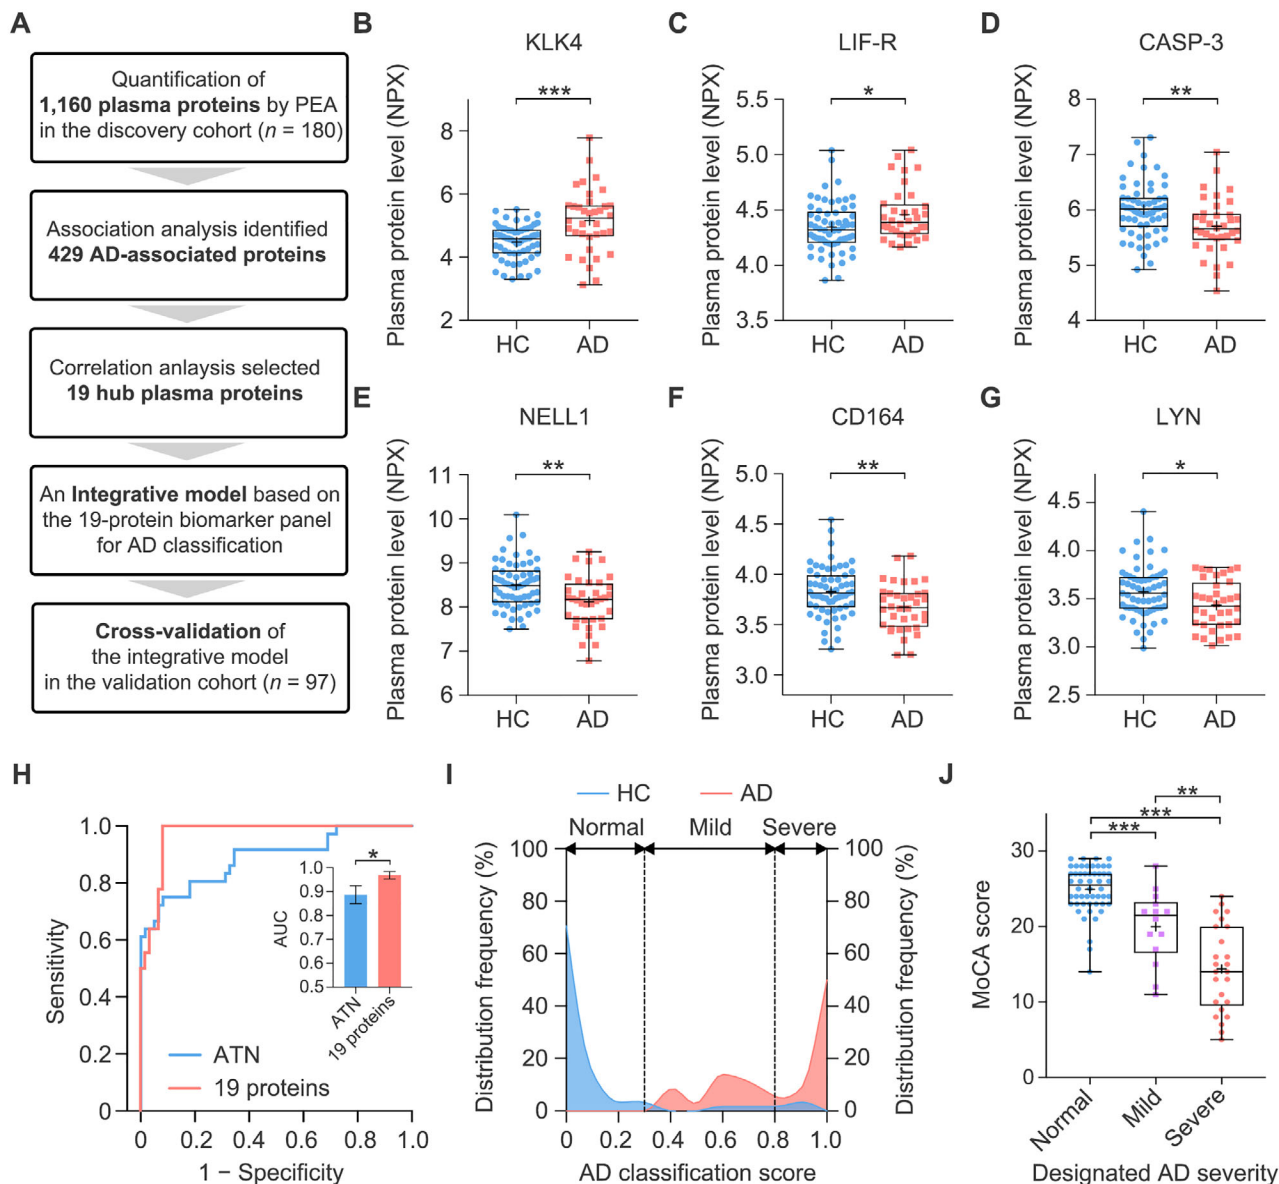 A
Quantification of
1,160 plasma proteins by PEA
in the discovery cohort (n = 180)
Association analysis identified
429 AD-associated proteins
Correlation anlaysis selected
19 hub plasma proteins
An Integrative model based on
the 19-protein biomarker panel
for AD classification
Cross-validation of
the integrative model
in the validation cohort (n = 97)
B
KLK4
Plasma protein level (NPX)
***
8
6
4
2
HC
AD
C
LIF-R
Plasma protein level (NPX)
*
5.5
5.0
4.5
4.0
3.5
HC
AD
D
CASP-3
Plasma protein level (NPX)
**
8
7
6
5
4
HC
AD
E
NELL1
Plasma protein level (NPX)
**
11
10
9
8
7
6
HC
AD
F
CD164
Plasma protein level (NPX)
**
5.0
4.5
4.0
3.5
3.0
HC
AD
G
LYN
Plasma protein level (NPX)
*
4.5
4.0
3.5
3.0
2.5
HC
AD
H
Sensitivity
1.0
0.8
0.6
0.4
0.2
0
0
0.2
0.4
0.6
0.8
1.0
1 − Specificity
ATN
19 proteins
*
AUC
1.0
0.9
0.8
0.7
0.6
0.5
ATN
19 proteins
I
HC
AD
Normal
Mild
Severe
Distribution frequency (%)
100
80
60
40
20
0
100
80
60
40
20
0
Distribution frequency (%)
0
0.2
0.4
0.6
0.8
1.0
AD classification score
J
**
***
***
MoCA score
30
20
10
0
Normal
Mild
Severe
Designated AD severity